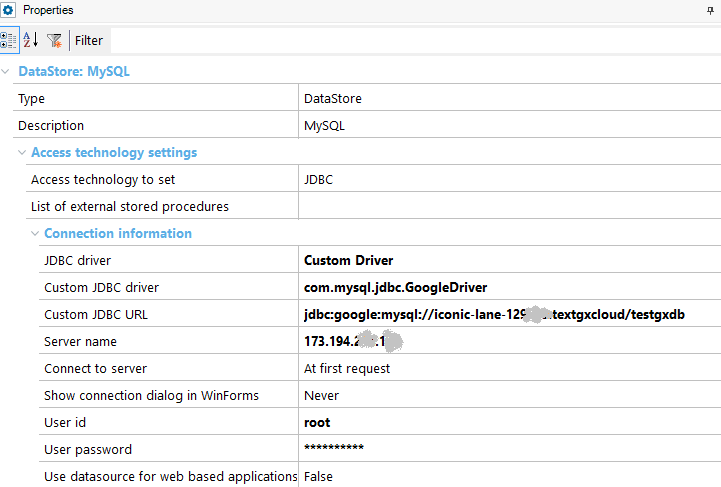 Properties
Filter
DataStore: MySQL
Type DataStore
Description MySQL
Access technology settings
Access technology to set JDBC
List of external stored procedures
Connection information
JDBC driver Custom Driver
Custom JDBC driver com.mysql.jdbc.GoogleDriver
Custom JDBC URL jdbc:google:mysql://iconic-lane-129 :textgxcloud/testgxdb
Server name 173.194.2 .1
Connect to server At first request
Show connection dialog in WinForms Never
User id root
User password **********
Use datasource for web based applications False